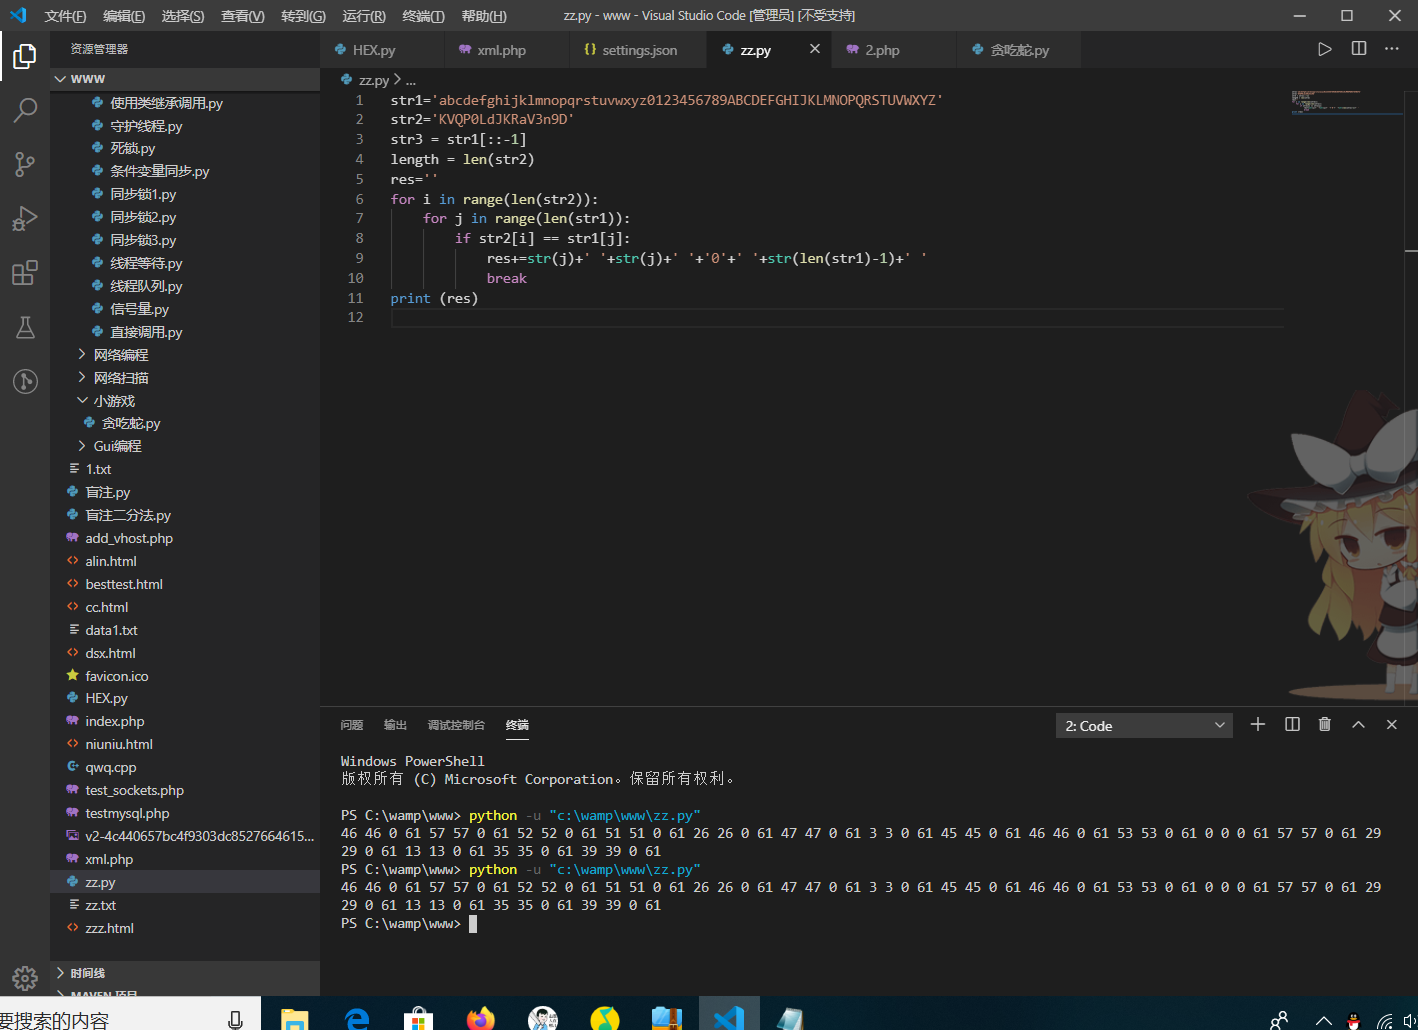 文件(F) 编辑(E) 选择(S) 查看(V) 转到(G) 运行(R) 终端(T) 帮助(H) zz.py - www - Visual Studio Code [管理员] [不受支持]
资源管理器
HEX.py xml.php {} settings.json zz.py 2.php 贪吃蛇.py
WWW
使用类继承调用.py
守护线程.py
死锁.py
条件变量同步.py
同步锁1.py
同步锁2.py
同步锁3.py
线程等待.py
线程队列.py
信号量.py
直接调用.py
网络编程
网络扫描
小游戏
贪吃蛇.py
Gui编程
1.txt
盲注.py
盲注二分法.py
add_vhost.php
alin.html
besttest.html
cc.html
data1.txt
dsx.html
favicon.ico
HEX.py
index.php
niuniu.html
qwq.cpp
test_sockets.php
testmysql.php
v2-4c440657bc4f9303dc8527664615...
xml.php
zz.py
zz.txt
zzz.html
时间线
MAVEN 项目
zz.py > ...
1 str1='abcdefghijklmnopqrstuvwxyz0123456789ABCDEFGHIJKLMNOPQRSTUVWXYZ'
2 str2='KVQP0LdJKRaV3n9D'
3 str3 = str1[::-1]
4 length = len(str2)
5 res=''
6 for i in range(len(str2)):
7 for j in range(len(str1)):
8 if str2[i] == str1[j]:
9 res+=str(j)+' '+str(j)+' '+'0'+' '+str(len(str1)-1)+' '
10 break
11 print (res)
12
问题 输出 调试控制台 终端 2: Code
Windows PowerShell
版权所有 (C) Microsoft Corporation。保留所有权利。
PS C:\wamp\www> python -u "c:\wamp\www\zz.py"
46 46 0 61 57 57 0 61 52 52 0 61 51 51 0 61 26 26 0 61 47 47 0 61 3 3 0 61 45 45 0 61 46 46 0 61 53 53 0 61 0 0 0 61 57 57 0 61 29
29 0 61 13 13 0 61 35 35 0 61 39 39 0 61
PS C:\wamp\www> python -u "c:\wamp\www\zz.py"
46 46 0 61 57 57 0 61 52 52 0 61 51 51 0 61 26 26 0 61 47 47 0 61 3 3 0 61 45 45 0 61 46 46 0 61 53 53 0 61 0 0 0 61 57 57 0 61 29
29 0 61 13 13 0 61 35 35 0 61 39 39 0 61
PS C:\wamp\www>
要搜索的内容